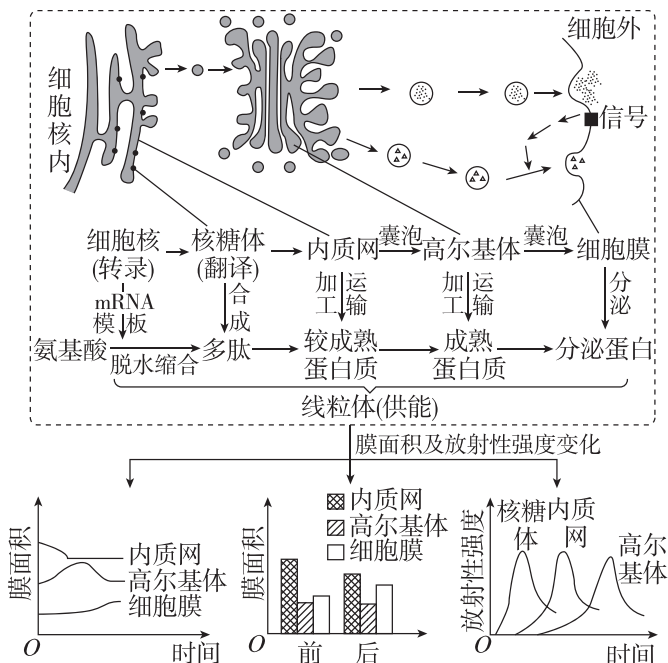 细胞外
细胞核内
信号
细胞核 核糖体 内质网 囊泡 高尔基体 囊泡 细胞膜
(转录) (翻译)
mRNA
模板
合成
加工 运输
加工 运输
分泌
氨基酸 脱水缩合 多肽 较成熟 成熟 分泌蛋白
蛋白质 蛋白质
线粒体(供能)
膜面积及放射性强度变化
膜面积
内质网
高尔基体
细胞膜
O
时间
膜面积
内质网
高尔基体
细胞膜
O
前 后
放射性强度
核糖体
内质网
高尔基体
O
时间